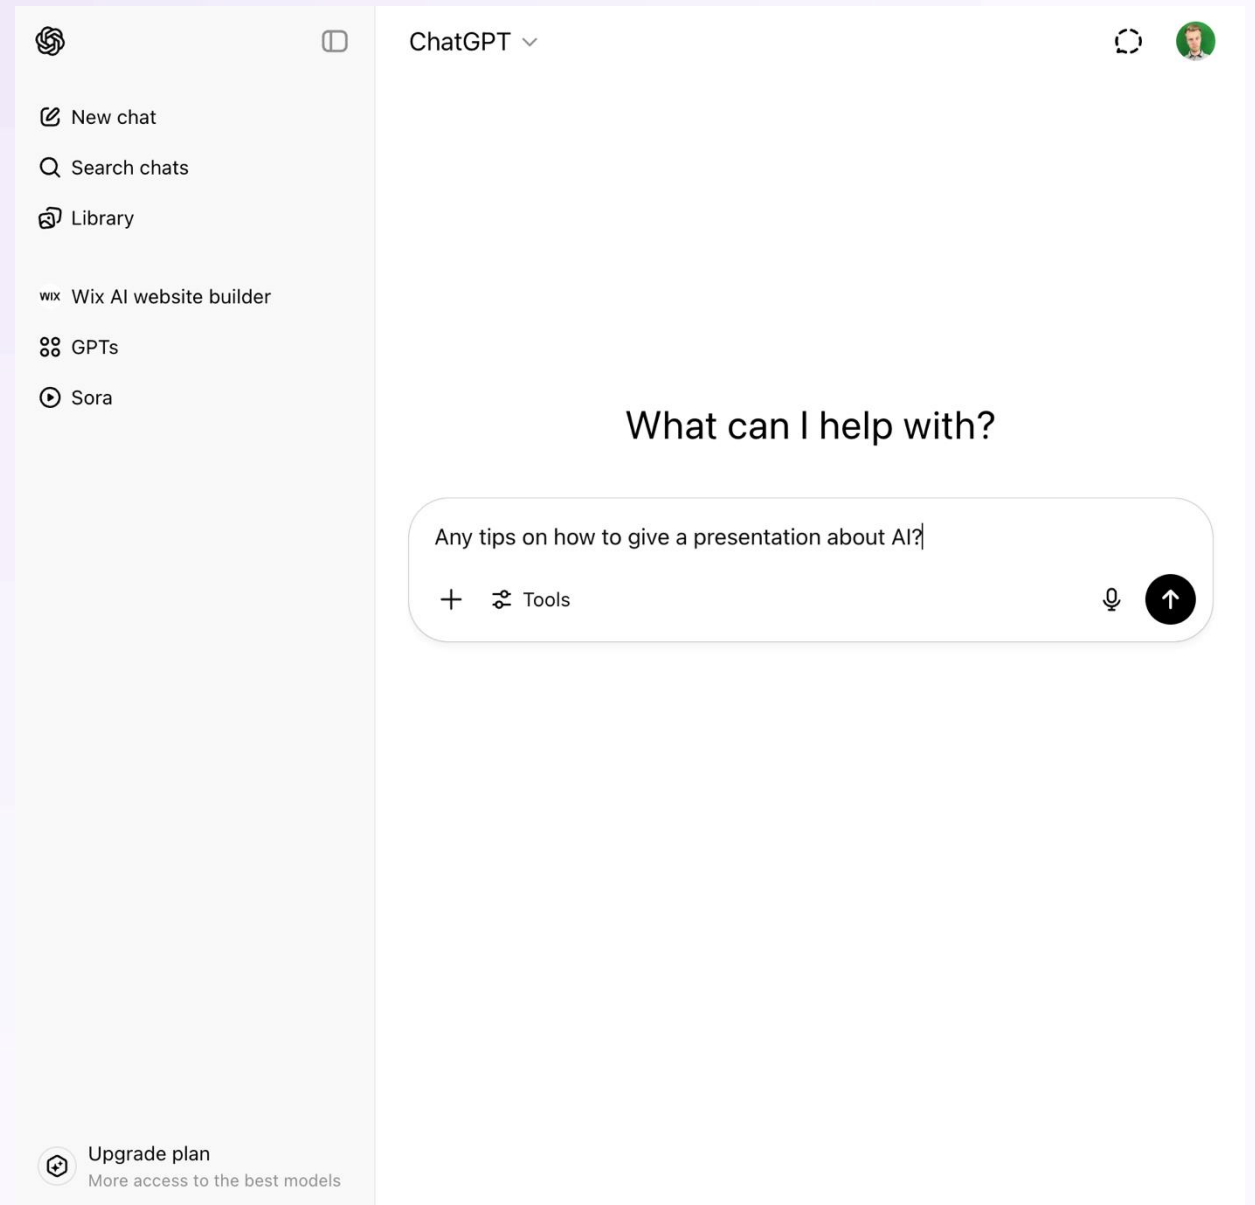 ChatGPT
New chat
Search chats
Library
WIX Wix AI website builder
GPTs
Sora
What can I help with?
Any tips on how to give a presentation about AI?
Tools
Upgrade plan
More access to the best models